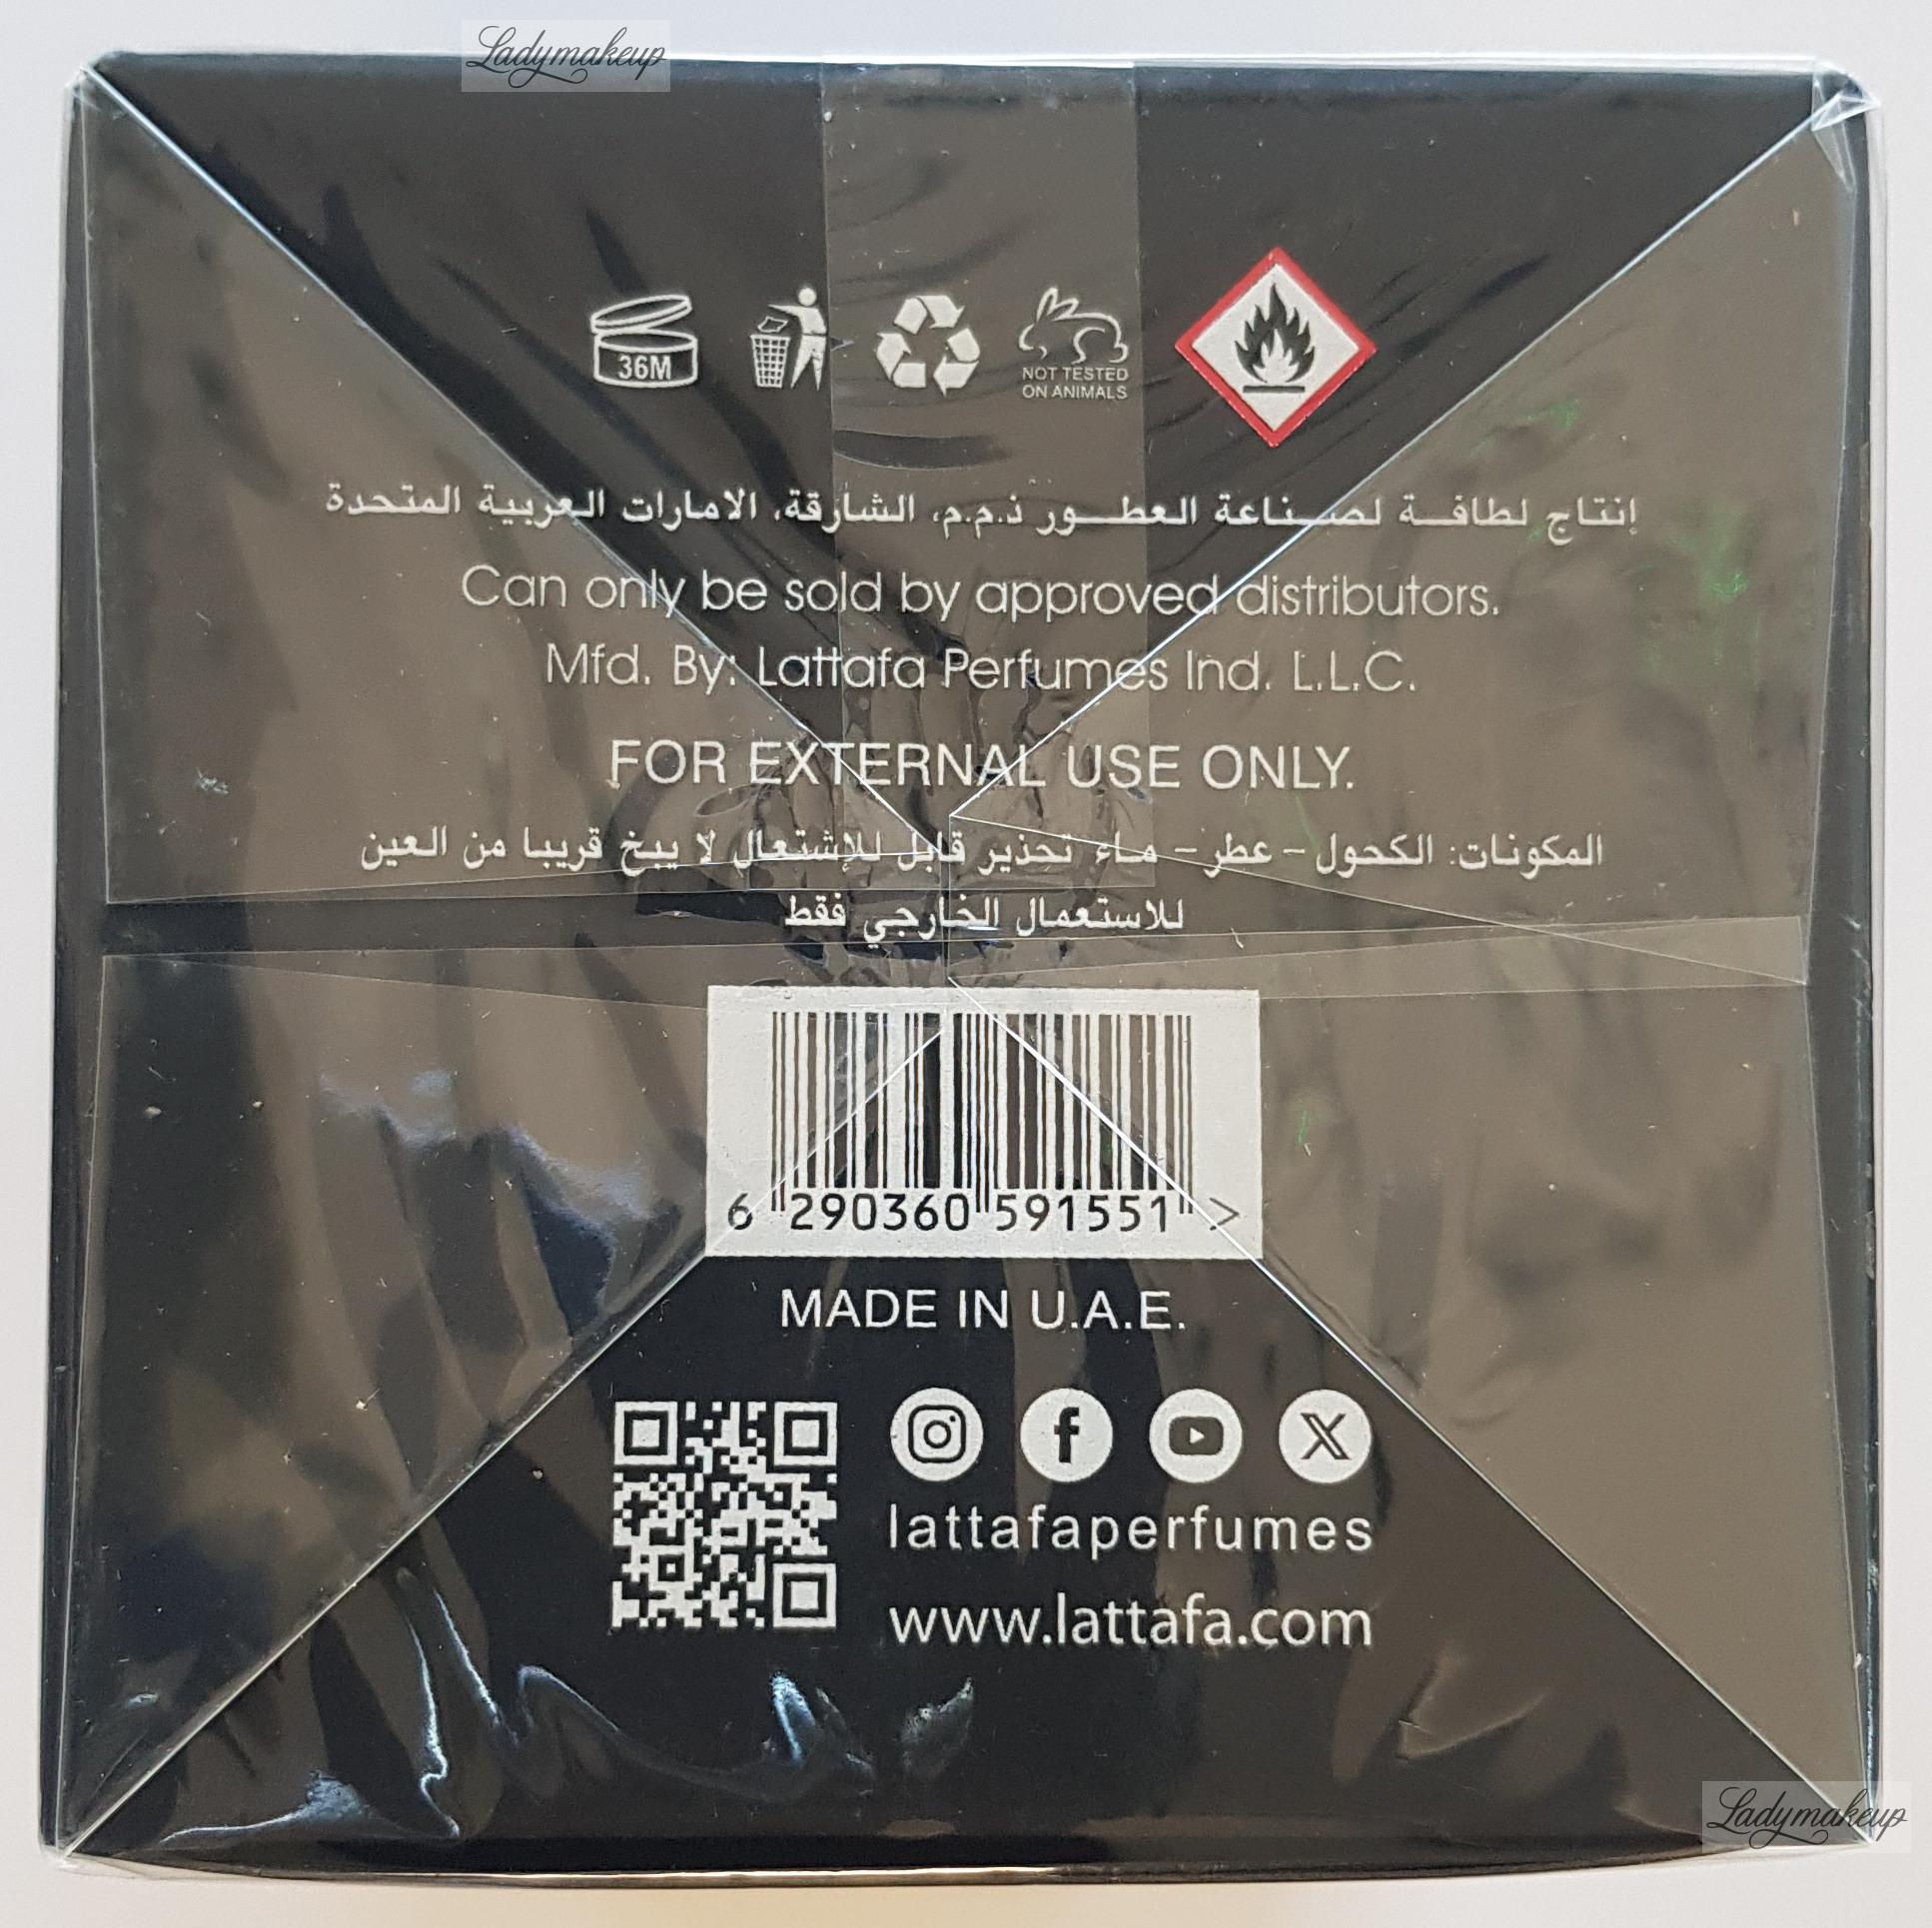 Ladymakeup
36M
NOT TESTED
ON ANIMALS
إنتاج لطافة لصناعة العطور ذ.م.م، الشارقة، الامارات العربية المتحدة
Can only be sold by approved distributors.
Mfd. By: Lattafa Perfumes Ind. L.L.C.
FOR EXTERNAL USE ONLY.
المكونات: الكحول - عطر - ماء تحذير قابل للإشتعال لا يبخ قريبا من العين
للاستعمال الخارجي فقط
6 290360 591551 >
MADE IN U.A.E.
lattafaperfumes
www.lattafa.com
Ladymakeup